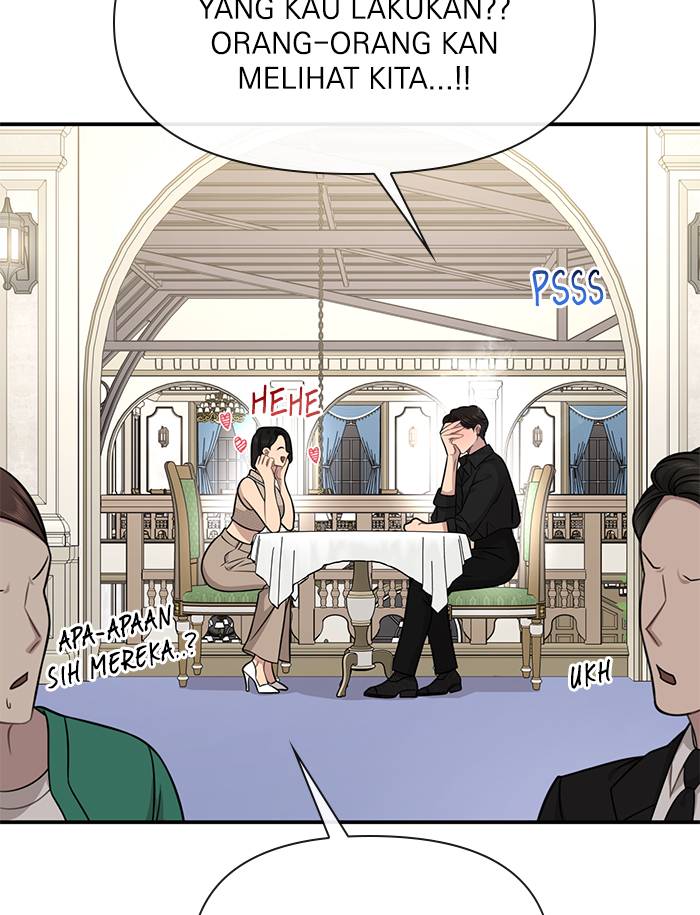 YANG KAU LAKUKAN??
ORANG-ORANG KAN
MELIHAT KITA...!!
PSSS
HEHE
APA-APAAN
SIH MEREKA..?
UKH